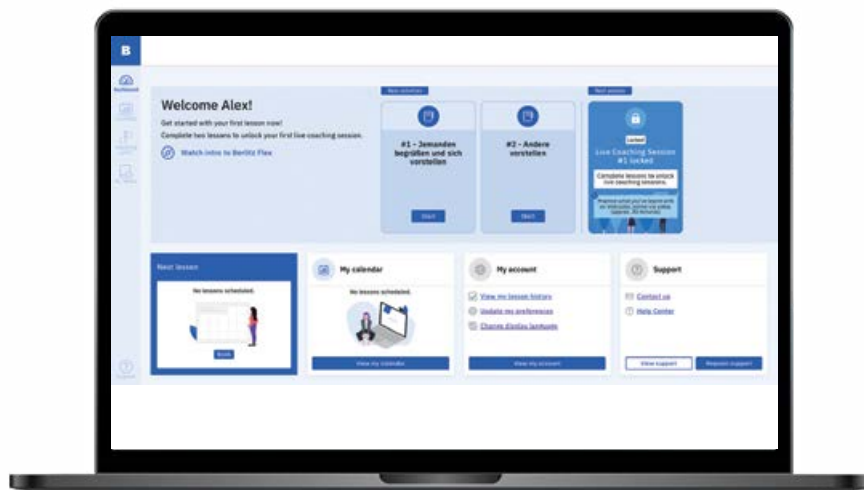 B
Dashboard
Welcome Alex!
Get started with your first lesson now!
Complete two lessons to unlock your first live coaching session.
Watch intro to Berlitz Flex
#1 - Jemanden
begrüßen und sich
vorstellen
Start
#2 - Andere
vorstellen
Start
Locked
Live Coaching Session
#1 locked
Complete lessons to unlock
live coaching sessions.
Next lesson
No lessons scheduled.
Book
My calendar
No lessons scheduled.
View my calendar
My account
View my lesson history
Update my preferences
Change display language
View my account
Support
Contact us
Help Center
View support
Request support